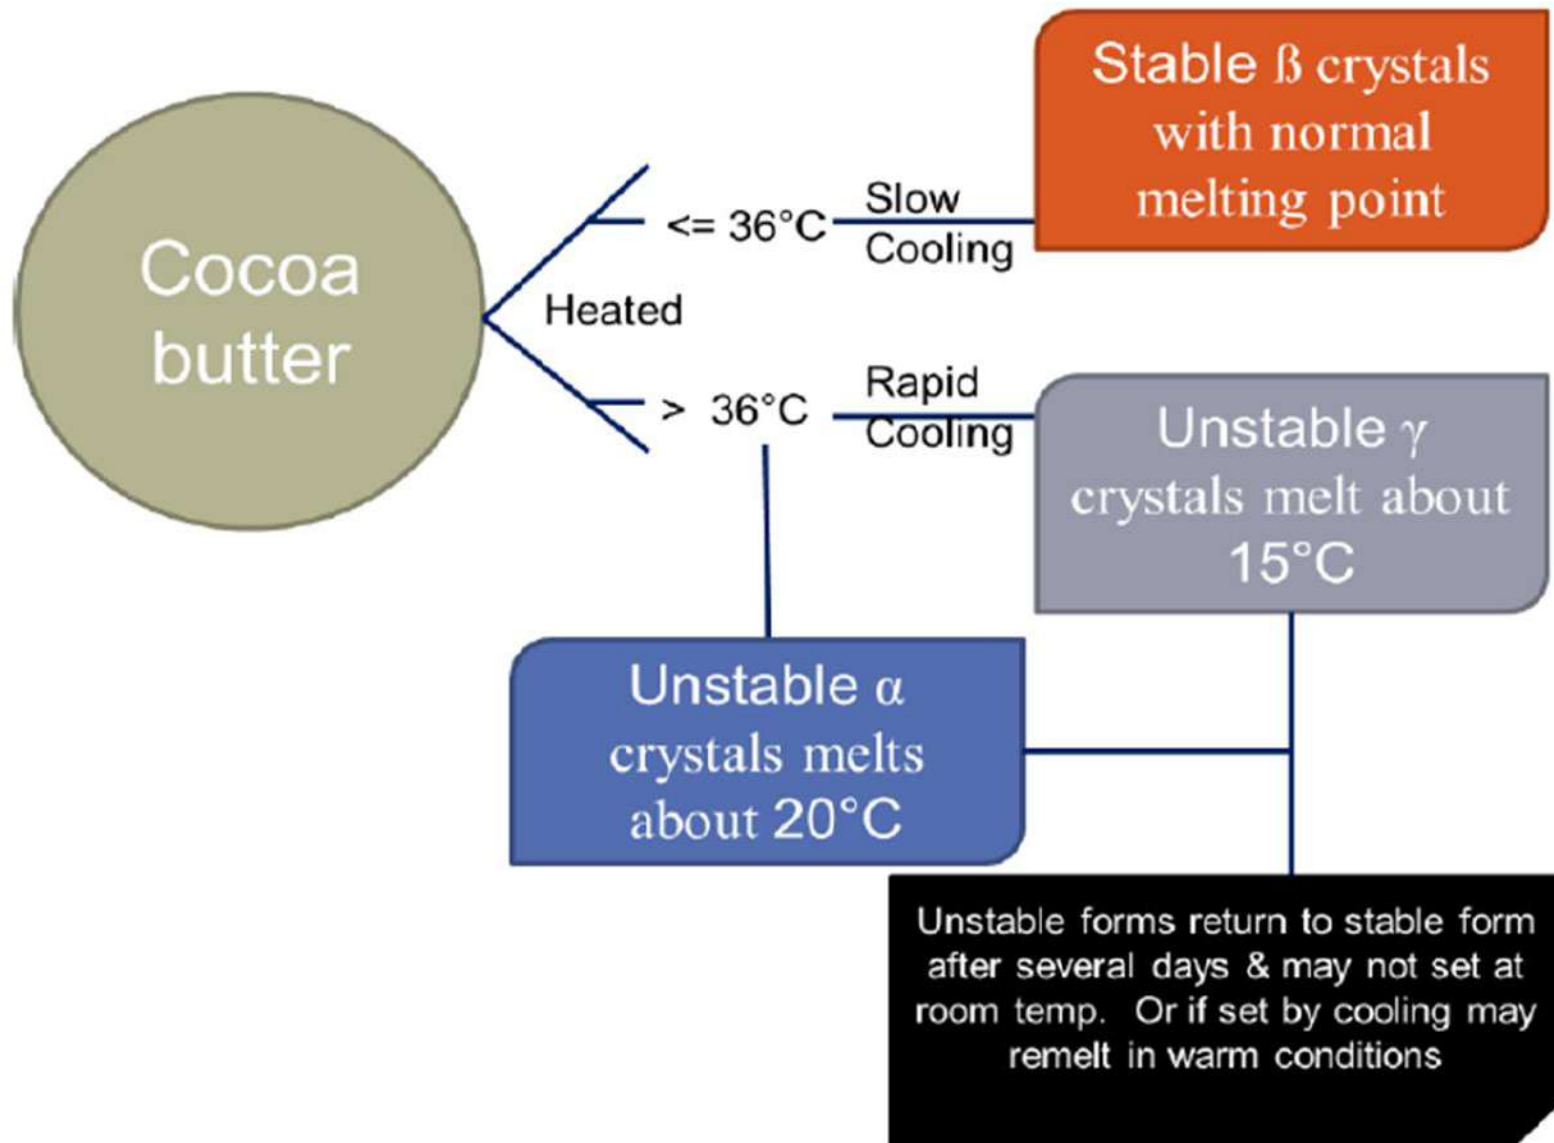 Cocoa
butter
Heated
<= 36°C
Slow
Cooling
Stable ß crystals
with normal
melting point
> 36°C
Rapid
Cooling
Unstable γ
crystals melt about
15°C
Unstable α
crystals melts
about 20°C
Unstable forms return to stable form
after several days & may not set at
room temp. Or if set by cooling may
remelt in warm conditions